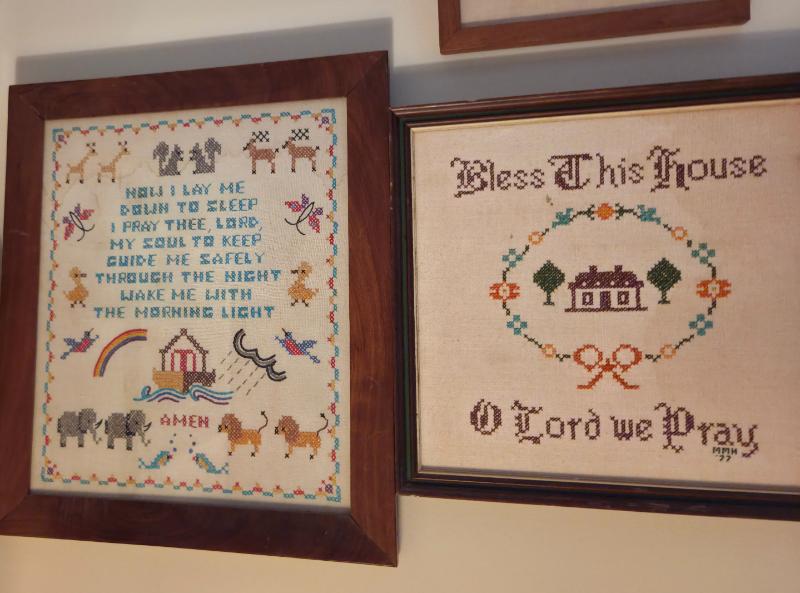 NOW I LAY ME
DOWN TO SLEEP
I PRAY THEE, LORD,
MY SOUL TO KEEP
GUIDE ME SAFELY
THROUGH THE NIGHT
WAKE ME WITH
THE MORNING LIGHT
AMEN
Bless This House
O Lord we Pray
MMH
'77